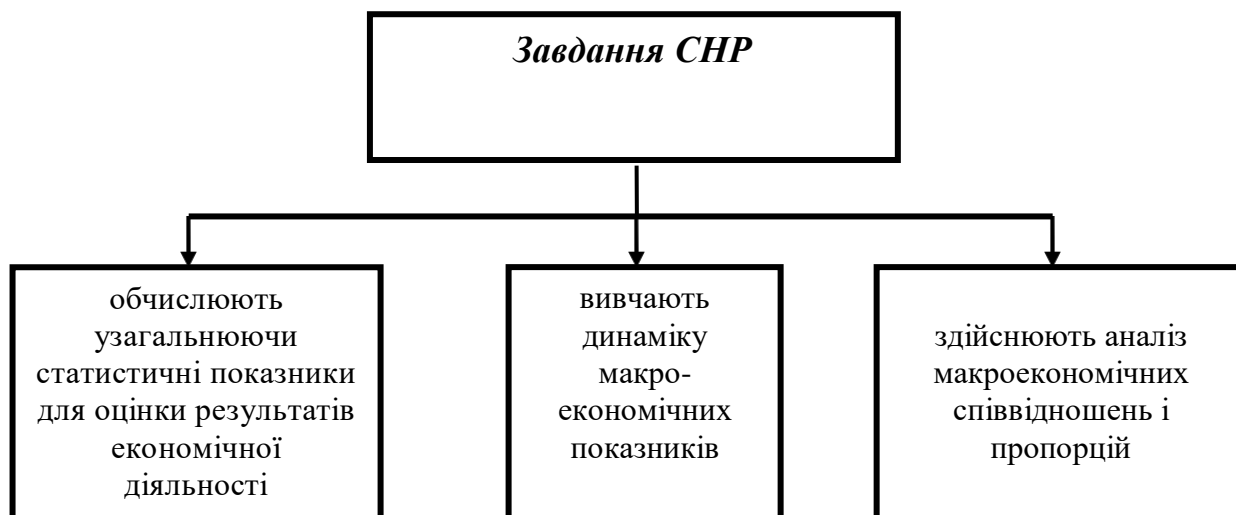 Завдання СНР
обчислюють
узагальнюючи
статистичні показники
для оцінки результатів
економічної
діяльності
вивчають
динаміку
макро-
економічних
показників
здійснюють аналіз
макроекономічних
співвідношень і
пропорцій